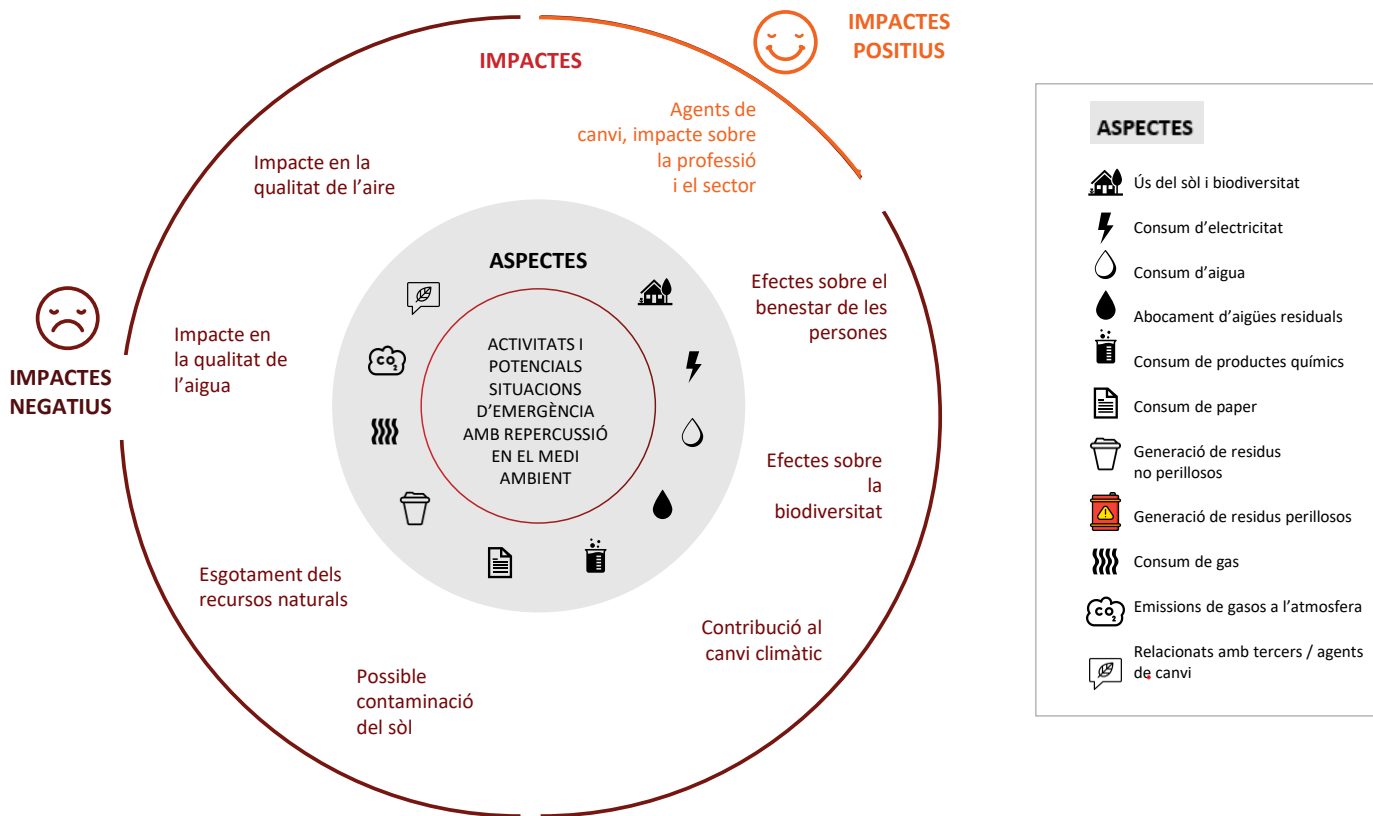 IMPACTES
POSITIUS
IMPACTES
Agents de
canvi, impacte sobre
la professió
i el sector
Impacte en la
qualitat de l’aire
ASPECTES
Efectes sobre el
benestar de les
persones
Impacte en
la qualitat de
l’aigua
IMPACTES
NEGATIUS
CO2
ACTIVITATS I
POTENCIALS
SITUACIONS
D’EMERGÈNCIA
AMB REPERCUSSIÓ
EN EL MEDI
AMBIENT
Efectes sobre
la
biodiversitat
Esgotament dels
recursos naturals
Contribució al
canvi climàtic
Possible
contaminació
del sòl
ASPECTES
Ús del sòl i biodiversitat
Consum d’electricitat
Consum d’aigua
Abocament d’aigües residuals
Consum de productes químics
Consum de paper
Generació de residus
no perillosos
Generació de residus perillosos
Consum de gas
CO2 Emissions de gasos a l’atmosfera
Relacionats amb tercers / agents
de canvi